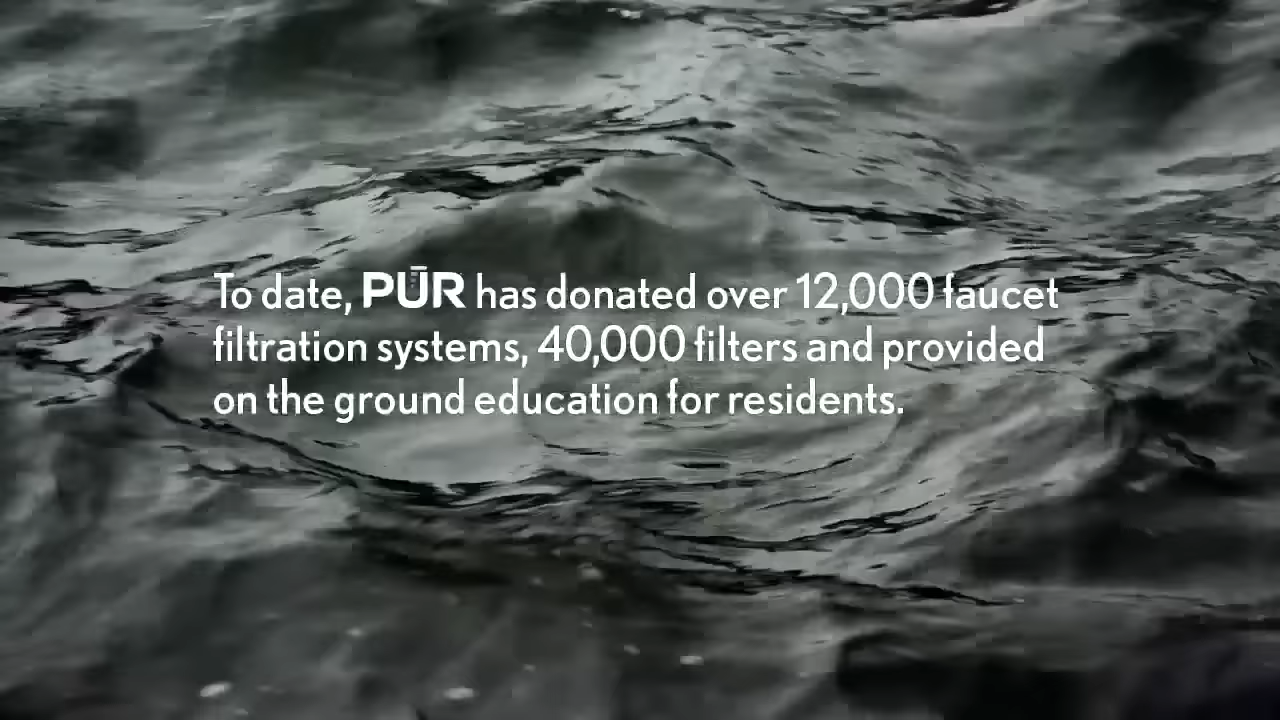 To date, PŪR has donated over 12,000 faucet
filtration systems, 40,000 filters and provided
on the ground education for residents.